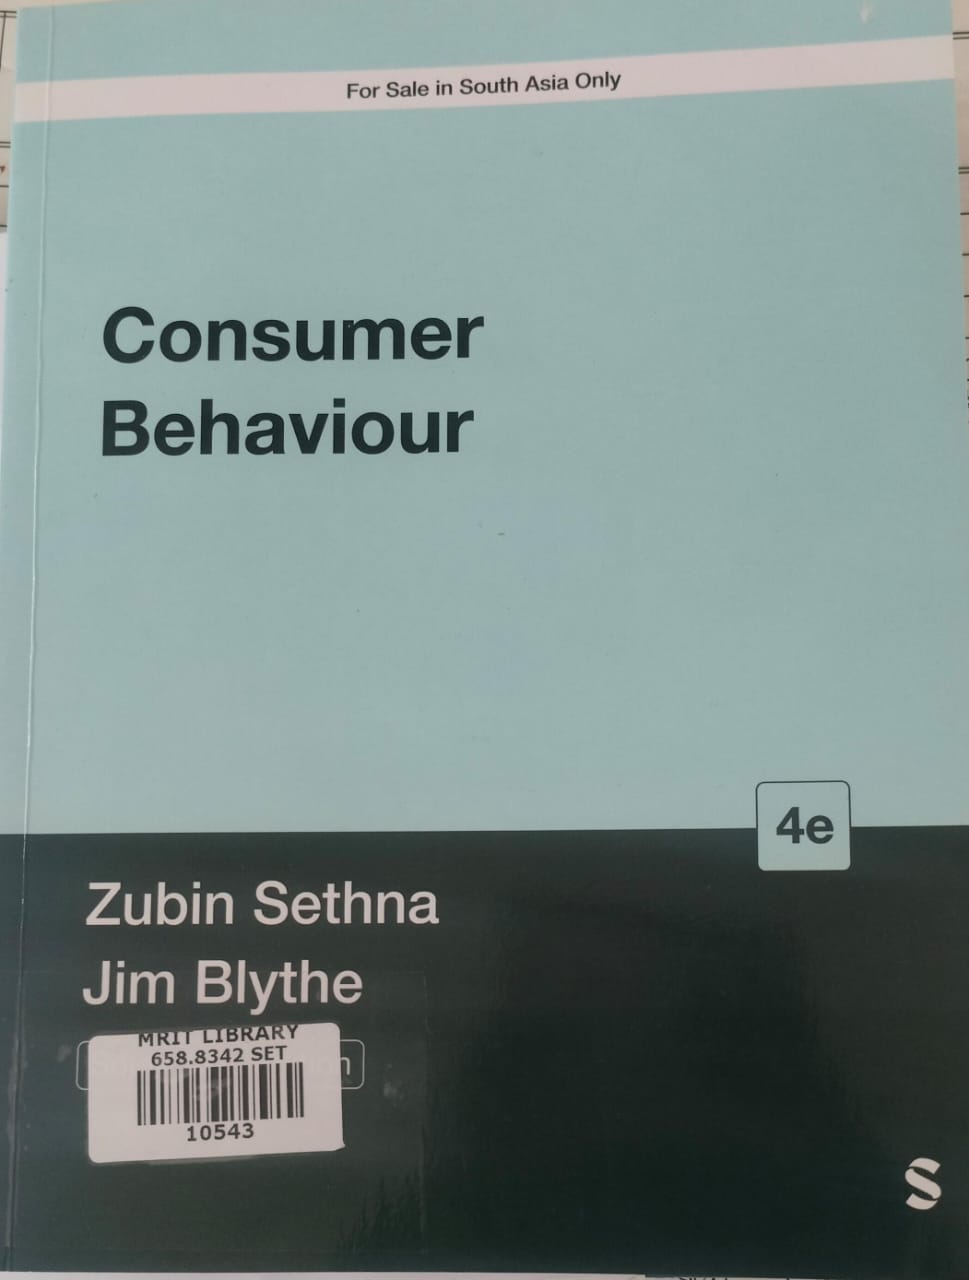 For Sale in South Asia Only
Consumer
Behaviour
4e
Zubin Sethna
Jim Blythe
MRIT LIBRARY
658.8342 SET
10543
S